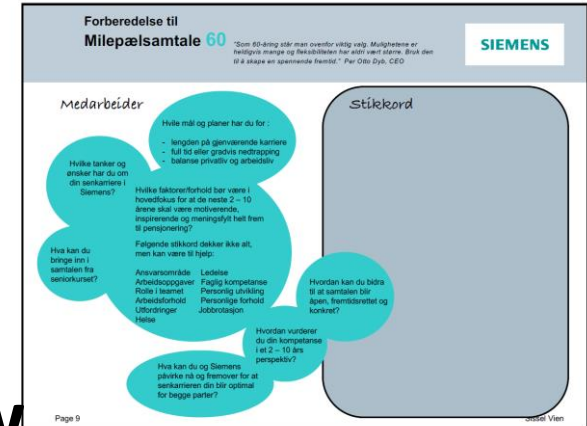 Forberedelse til
Milepælsamtale 60
"Som 60-åring står man ovenfor viktig valg. Mulighetene er
heldigvis mange og fleksibiliteten har aldri vært større. Bruk den
til å skape en spennende fremtid." Per Otto Dyb, CEO
SIEMENS
Medarbeider
Stikkord
Hvile mål og planer har du for :
- lengden på gjenværende karriere
- full tid eller gradvis nedtrapping
- balanse privatliv og arbeidsliv
Hvilke tanker og
ønsker har du om
din senkarriere i
Siemens?
Hvilke faktorer/forhold bør være i
hovedfokus for at de neste 2 – 10
årene skal være motiverende,
inspirerende og meningsfylt helt frem
til pensjonering?
Følgende stikkord dekker ikke alt,
men kan være til hjelp:
Ansvarsområde Ledelse
Arbeidsoppgaver Faglig kompetanse
Rolle i teamet Personlig utvikling
Arbeidsforhold Personlige forhold
Utfordringer Jobbrotasjon
Helse
Hva kan du
bringe inn i
samtalen fra
seniorkurset?
Hvordan kan du bidra
til at samtalen blir
åpen, fremtidsrettet og
konkret?
Hvordan vurderer
du din kompetanse
i et 2 – 10 års
perspektiv?
Hva kan du og Siemens
påvirke nå og fremover for at
senkarrieren din blir optimal
for begge parter?
Page 9
Sissel Vien